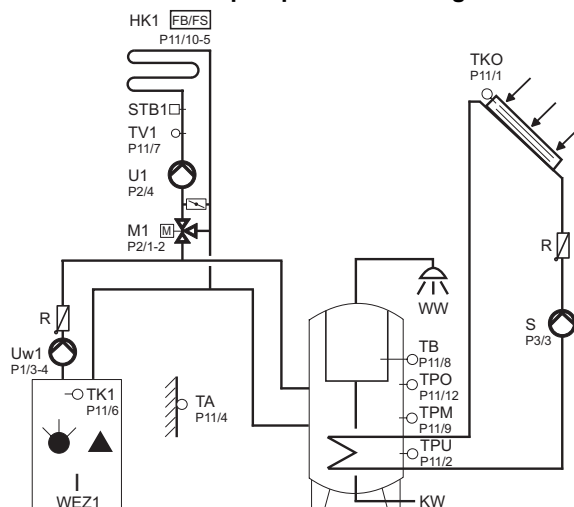 HK1 FB/FS
P11/10-5
STB1
TV1
P11/7
U1
P2/4
M1 M
P2/1-2
TKO
P11/1
R
S
P3/3
R
Uw1
P1/3-4
TK1
P11/6
WEZ1
TA
P11/4
WW
TB
P11/8
TPO
P11/12
TPM
P11/9
TPU
P11/2
KW